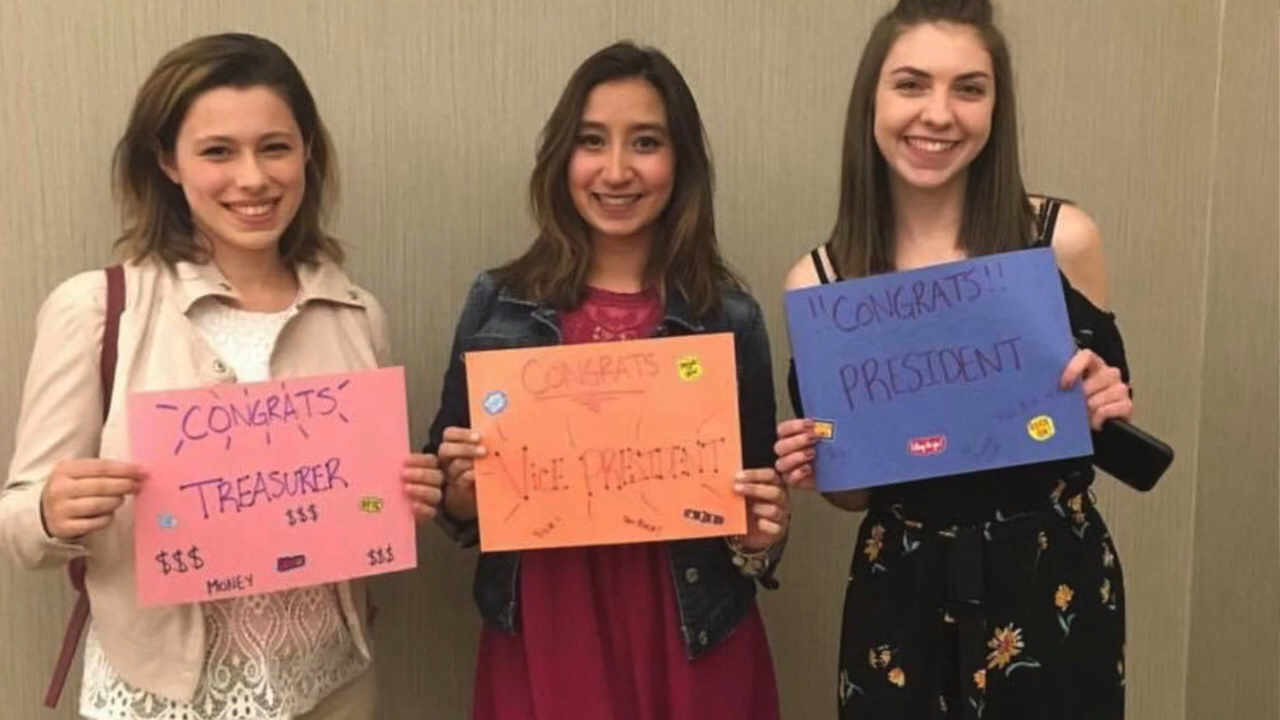 CONGRATS
TREASURER
$$$
$$$
$$$
MONEY
CONGRATS
VICE PRESIDENT
"CONGRATS!!
PRESIDENT